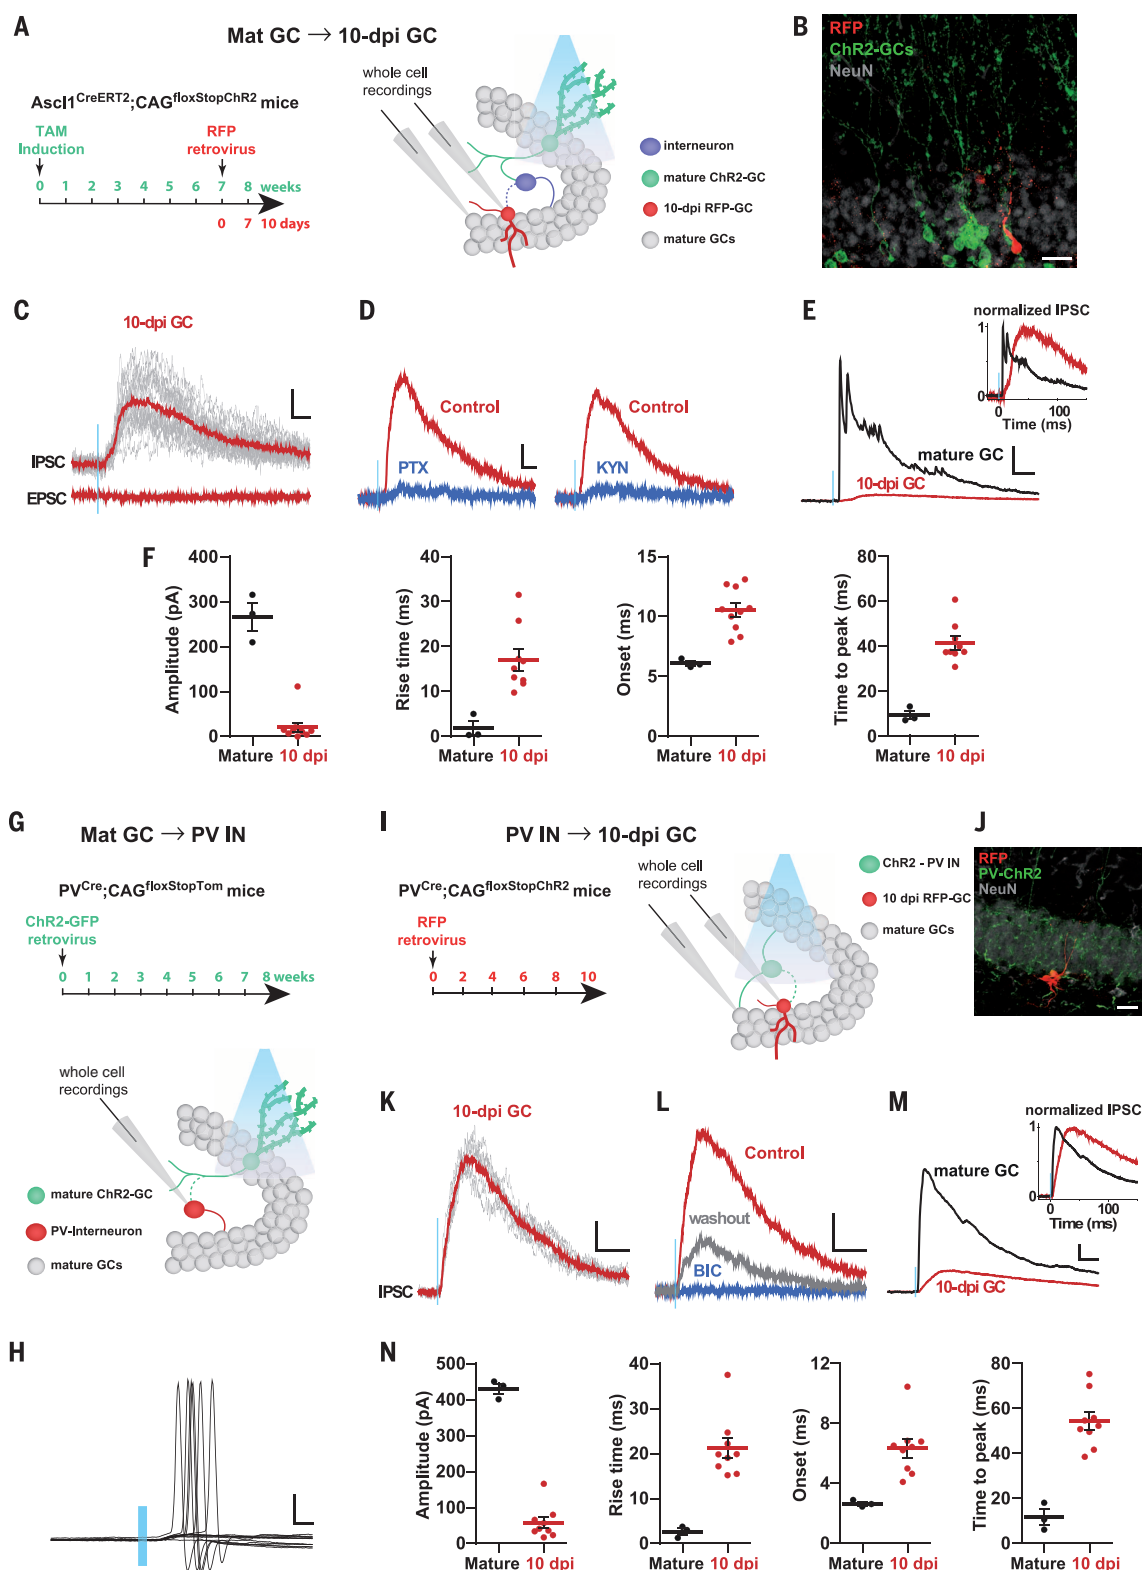 A
Mat GC → 10-dpi GC
Ascl1CreERT2;CAGfloxStopChR2 mice
TAM
Induction
RFP
retrovirus
0 1 2 3 4 5 6 7 8 weeks
0 7 10 days
whole cell
recordings
interneuron
mature ChR2-GC
10-dpi RFP-GC
mature GCs
B
RFP
ChR2-GCs
NeuN
C
10-dpi GC
IPSC
EPSC
D
Control
PTX
Control
KYN
E
normalized IPSC
1
0
0 100
Time (ms)
mature GC
10-dpi GC
F
Amplitude (pA)
400
300
200
100
0
Mature 10 dpi
Rise time (ms)
40
30
20
10
0
Mature 10 dpi
Onset (ms)
15
10
5
0
Mature 10 dpi
Time to peak (ms)
80
60
40
20
0
Mature 10 dpi
G
Mat GC → PV IN
PVCre;CAGfloxStopTom mice
ChR2-GFP
retrovirus
0 1 2 3 4 5 6 7 8 weeks
whole cell
recordings
mature ChR2-GC
PV-Interneuron
mature GCs
H
I
PV IN → 10-dpi GC
PVCre;CAGfloxStopChR2 mice
RFP
retrovirus
0 2 4 6 8 10
whole cell
recordings
ChR2 - PV IN
10 dpi RFP-GC
mature GCs
J
RFP
PV-ChR2
NeuN
K
10-dpi GC
IPSC
L
Control
washout
BIC
M
normalized IPSC
1
0
0 100
Time (ms)
mature GC
10-dpi GC
N
Amplitude (pA)
500
400
300
200
100
0
Mature 10 dpi
Rise time (ms)
40
30
20
10
0
Mature 10 dpi
Onset (ms)
12
8
4
0
Mature 10 dpi
Time to peak (ms)
80
60
40
20
0
Mature 10 dpi